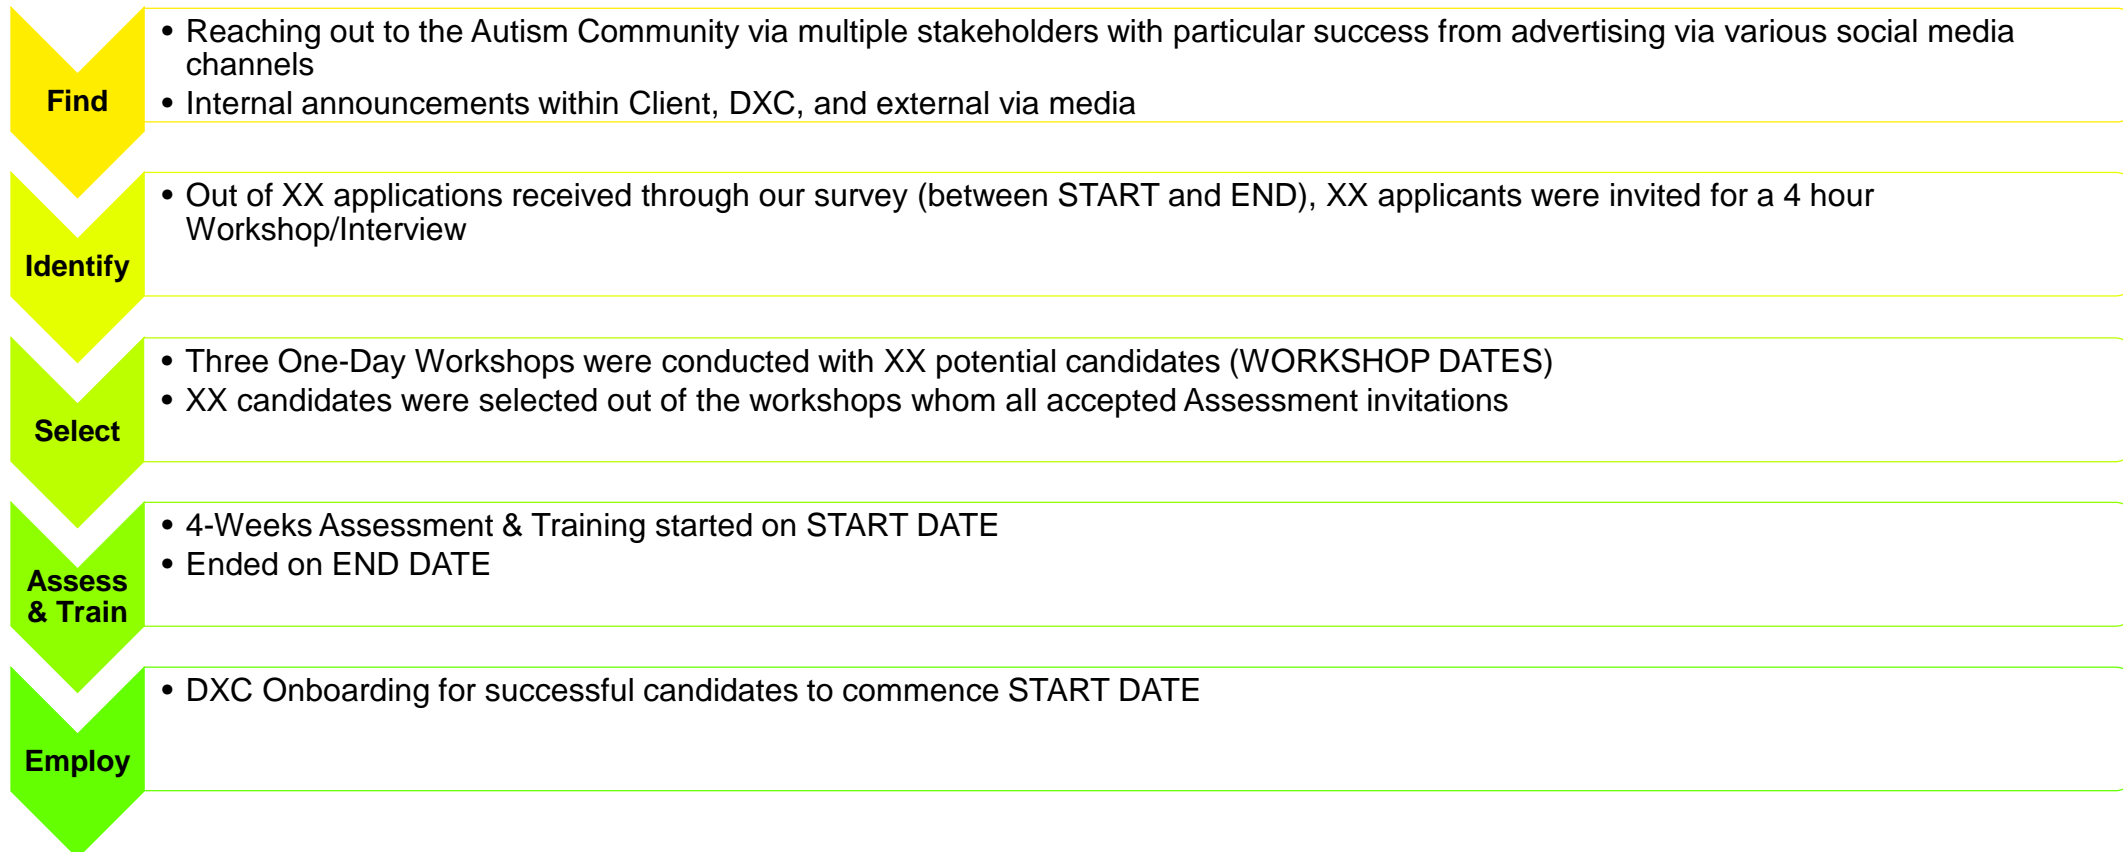 Find
• Reaching out to the Autism Community via multiple stakeholders with particular success from advertising via various social media
channels
• Internal announcements within Client, DXC, and external via media
Identify
• Out of XX applications received through our survey (between START and END), XX applicants were invited for a 4 hour
Workshop/Interview
Select
• Three One-Day Workshops were conducted with XX potential candidates (WORKSHOP DATES)
• XX candidates were selected out of the workshops whom all accepted Assessment invitations
Assess
& Train
• 4-Weeks Assessment & Training started on START DATE
• Ended on END DATE
Employ
• DXC Onboarding for successful candidates to commence START DATE